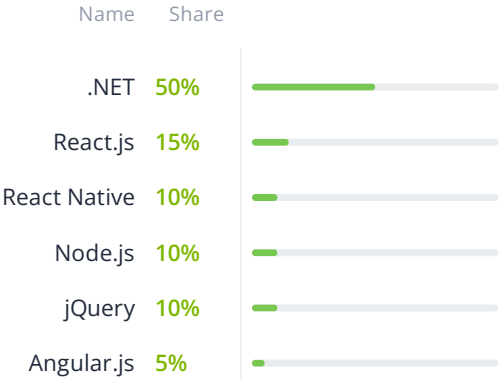 Name Share
.NET 50%
React.js 15%
React Native 10%
Node.js 10%
jQuery 10%
Angular.js 5%